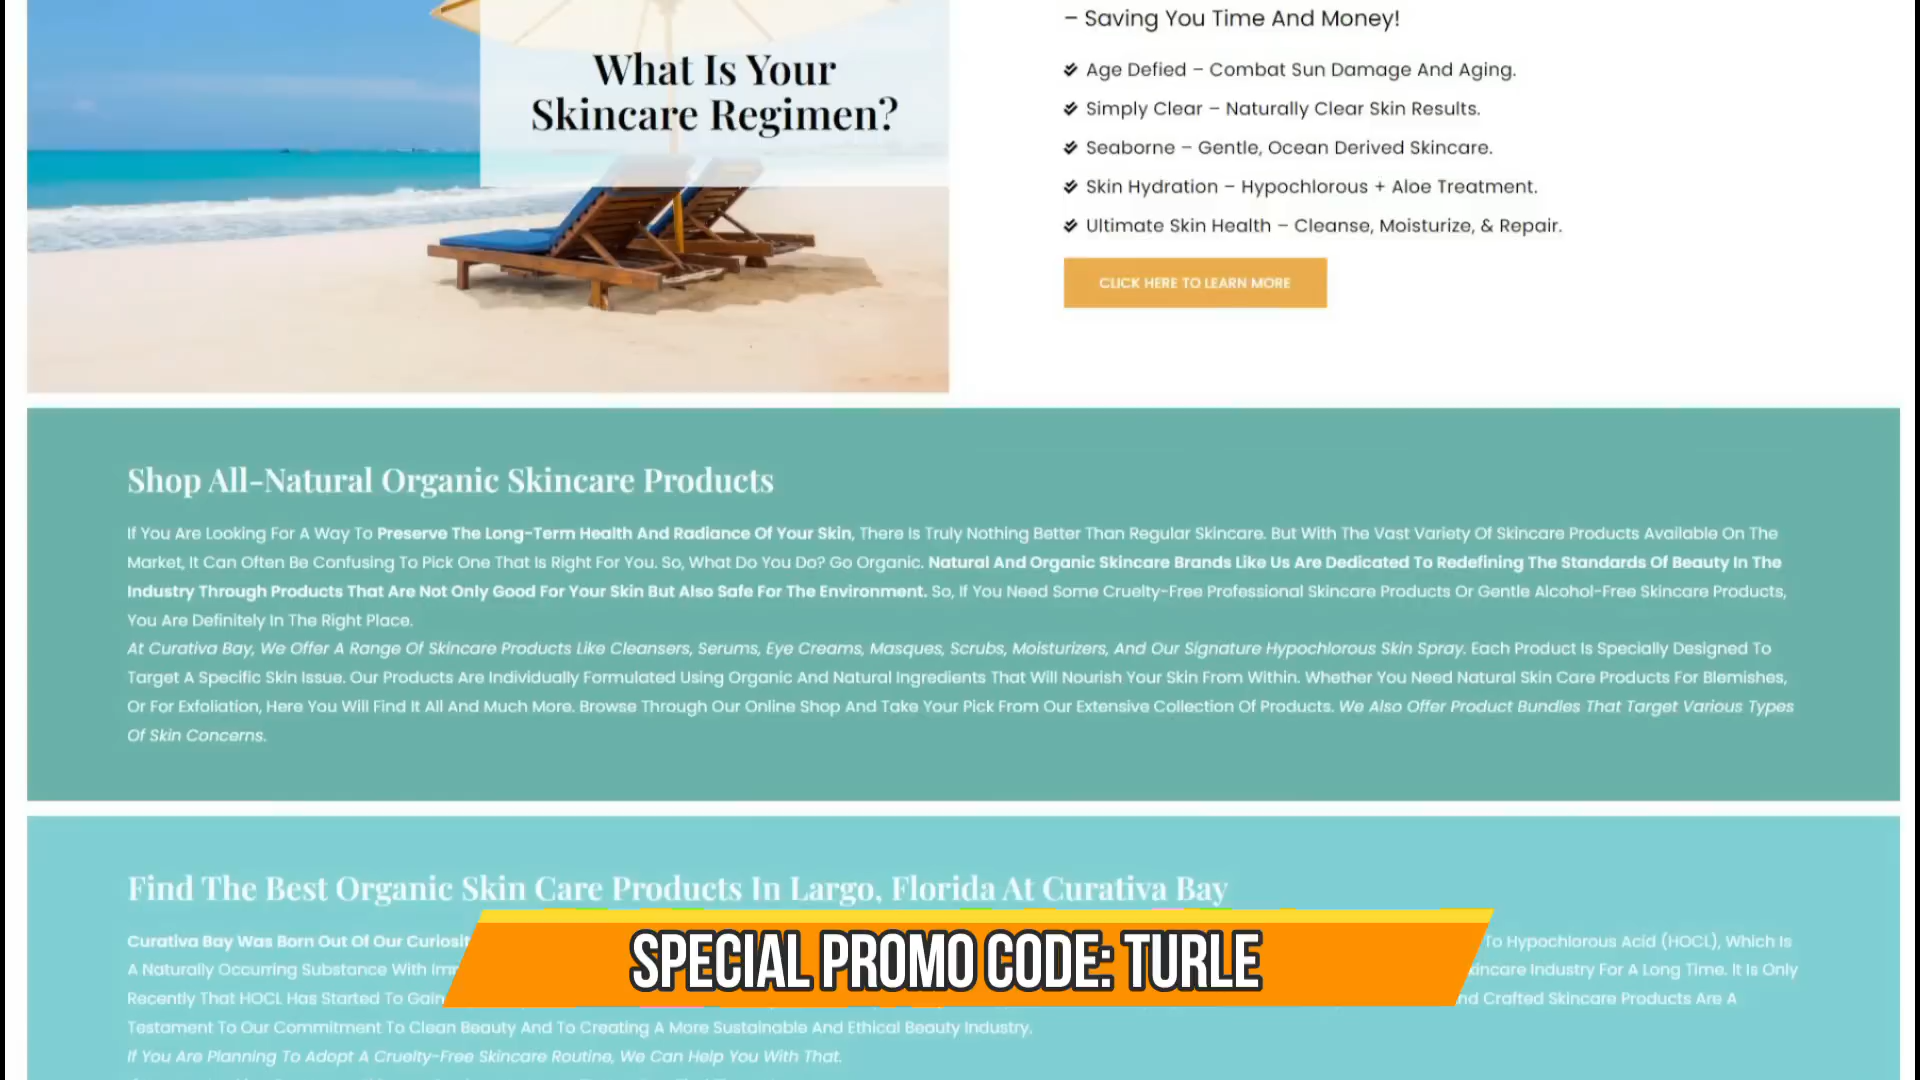 – Saving You Time And Money!
What Is Your
Skincare Regimen?
Age Defied – Combat Sun Damage And Aging.
Simply Clear – Naturally Clear Skin Results.
Seaborne – Gentle, Ocean Derived Skincare.
Skin Hydration – Hypochlorous + Aloe Treatment.
Ultimate Skin Health – Cleanse, Moisturize, & Repair.
CLICK HERE TO LEARN MORE
Shop All-Natural Organic Skincare Products
If You Are Looking For A Way To Preserve The Long-Term Health And Radiance Of Your Skin, There Is Truly Nothing Better Than Regular Skincare. But With The Vast Variety Of Skincare Products Available On The
Market, It Can Often Be Confusing To Pick One That Is Right For You. So, What Do You Do? Go Organic. Natural And Organic Skincare Brands Like Us Are Dedicated To Redefining The Standards Of Beauty In The
Industry Through Products That Are Not Only Good For Your Skin But Also Safe For The Environment. So, If You Need Some Cruelty-Free Professional Skincare Products Or Gentle Alcohol-Free Skincare Products,
You Are Definitely In The Right Place.
At Curativa Bay, We Offer A Range Of Skincare Products Like Cleansers, Serums, Eye Creams, Masques, Scrubs, Moisturizers, And Our Signature Hypochlorous Skin Spray. Each Product Is Specially Designed To
Target A Specific Skin Issue. Our Products Are Individually Formulated Using Organic And Natural Ingredients That Will Nourish Your Skin From Within. Whether You Need Natural Skin Care Products For Blemishes,
Or For Exfoliation, Here You Will Find It All And Much More. Browse Through Our Online Shop And Take Your Pick From Our Extensive Collection Of Products. We Also Offer Product Bundles That Target Various Types
Of Skin Concerns.
Find The Best Organic Skin Care Products In Largo, Florida At Curativa Bay
Curativa Bay Was Born Out Of Our To Hypochlorous Acid (HOCL), Which Is
A Naturally Occurring Substance With Industry For A Long Time. It Is Only
Recently That HOCL Has Started To Crafted Skincare Products Are A
SPECIAL PROMO CODE: TURLE
Testament To Our Commitment To Clean Beauty And To Creating A More Sustainable And Ethical Beauty Industry.
If You Are Planning To Adopt A Cruelty-Free Skincare Routine, We Can Help You With That.